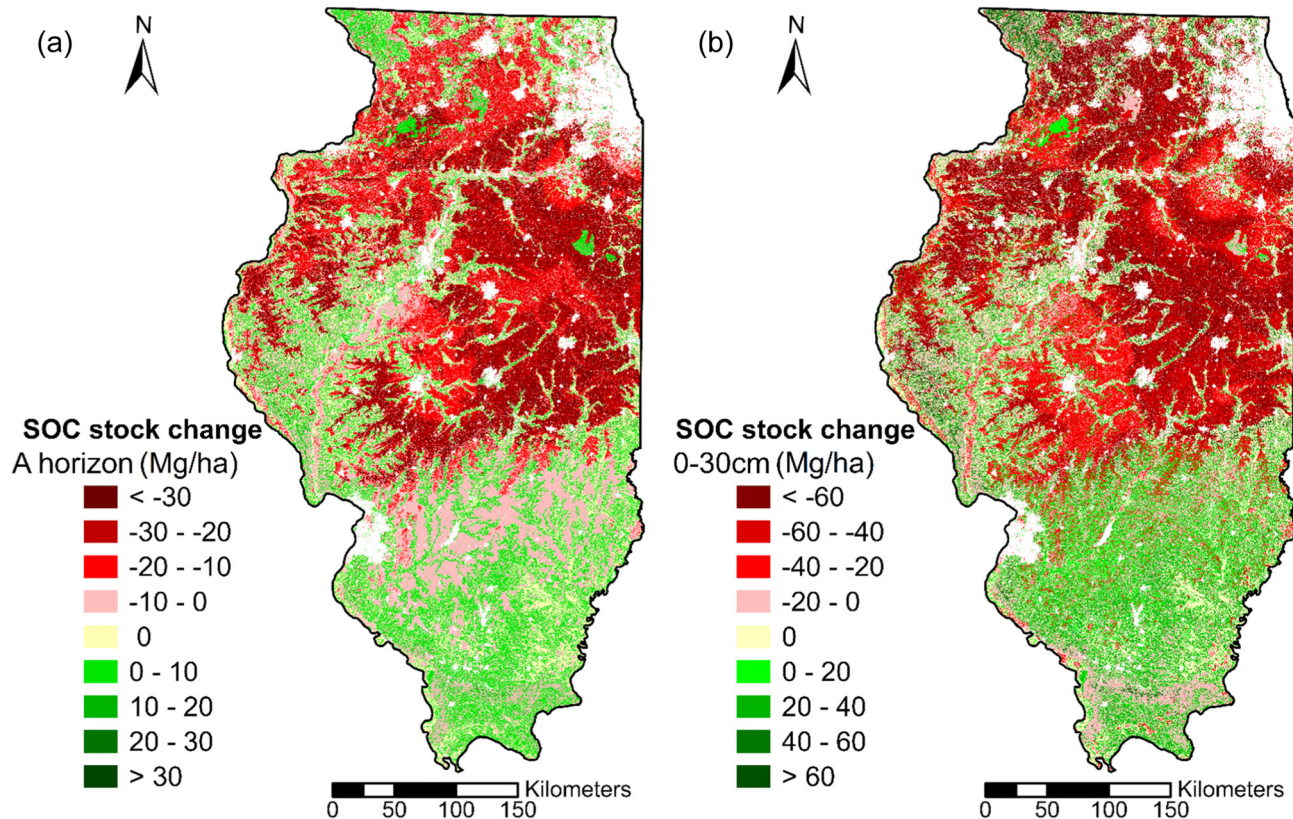 (a)
N
SOC stock change
A horizon (Mg/ha)
< -30
-30 - -20
-20 - -10
-10 - 0
0
0 - 10
10 - 20
20 - 30
> 30
Kilometers
0 50 100 150
(b)
N
SOC stock change
0-30cm (Mg/ha)
< -60
-60 - -40
-40 - -20
-20 - 0
0
0 - 20
20 - 40
40 - 60
> 60
Kilometers
0 50 100 150